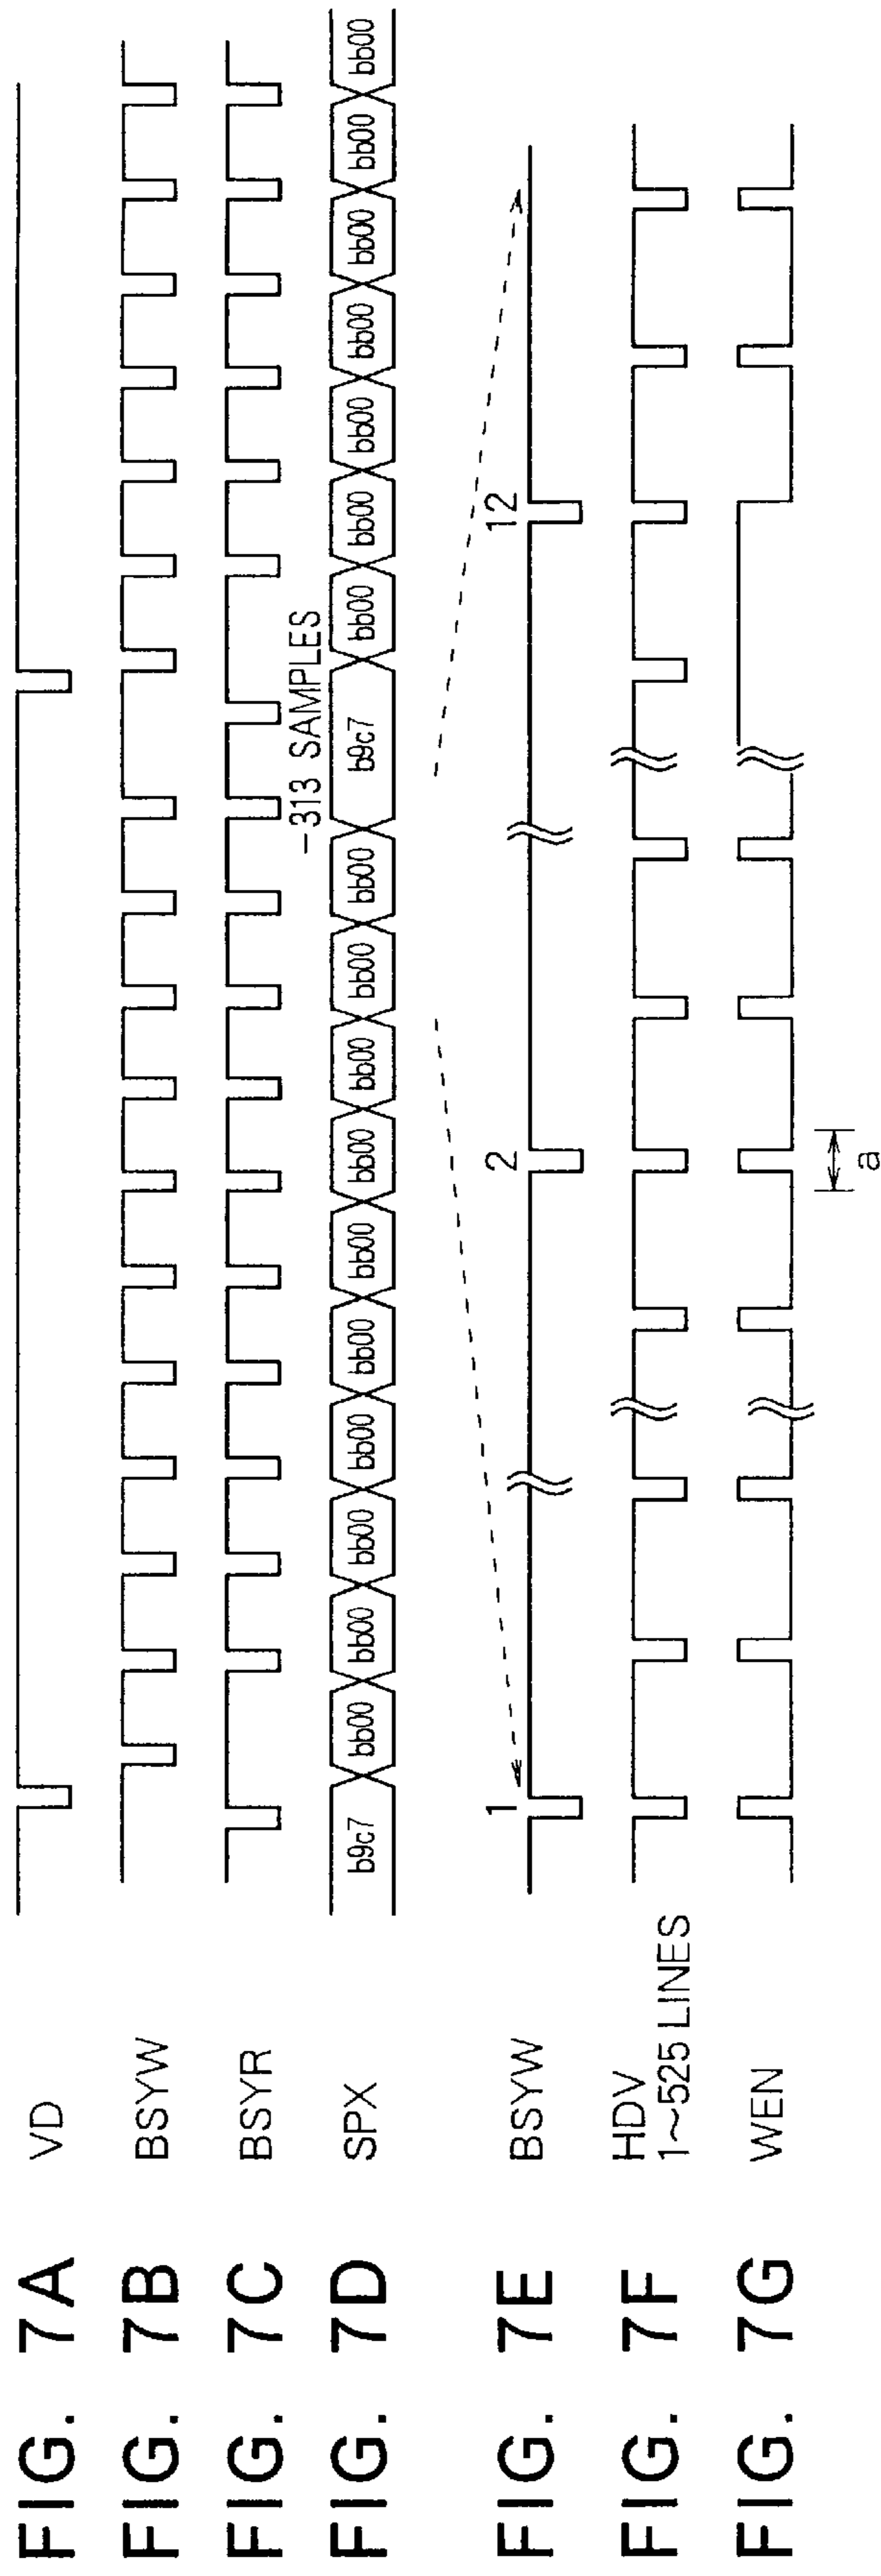 FIG. 7A VD
FIG. 7B BSYW
FIG. 7C BSYR
-313 SAMPLES
FIG. 7D SPX b9c7 bb00 bb00 bb00 bb00 bb00 bb00 bb00 bb00 bb00 bb00 b9c7 bb00 bb00 bb00 bb00 bb00 bb00 bb00
FIG. 7E BSYW 1 2 12
FIG. 7F HDV
1~525 LINES
FIG. 7G WEN
a